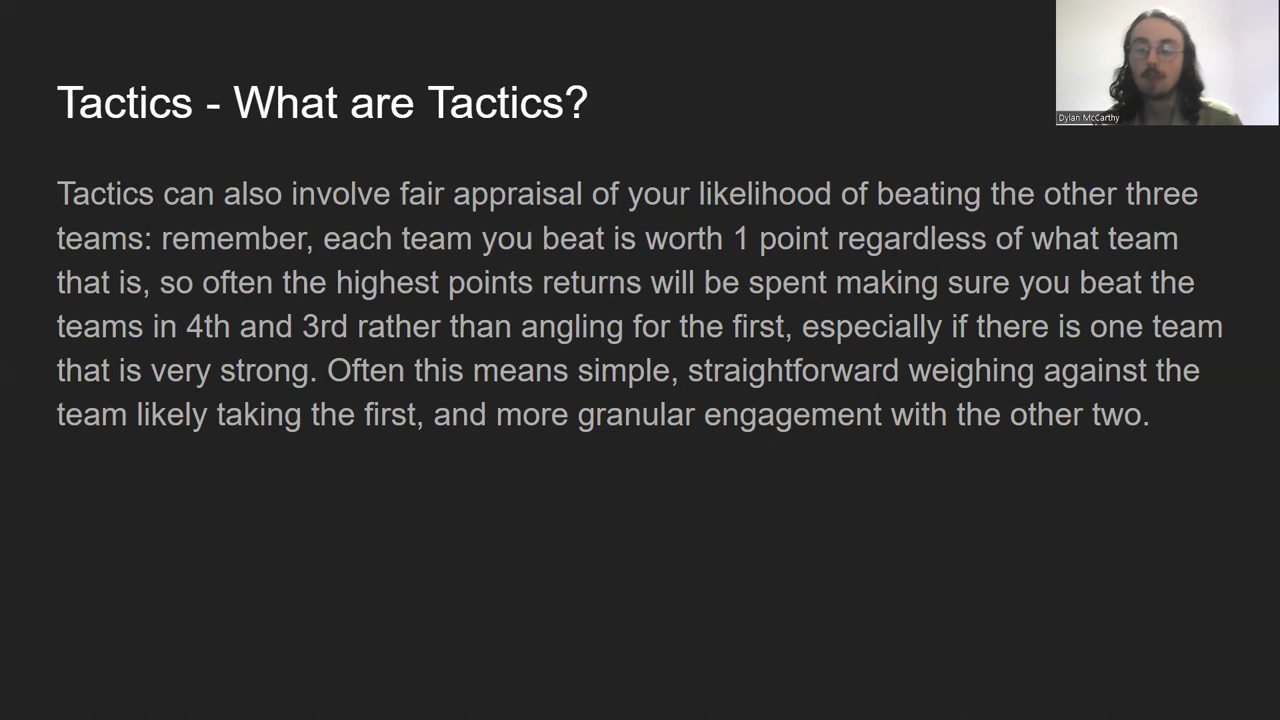 Tactics - What are Tactics?
Dylan McCarthy
Tactics can also involve fair appraisal of your likelihood of beating the other three
teams: remember, each team you beat is worth 1 point regardless of what team
that is, so often the highest points returns will be spent making sure you beat the
teams in 4th and 3rd rather than angling for the first, especially if there is one team
that is very strong. Often this means simple, straightforward weighing against the
team likely taking the first, and more granular engagement with the other two.